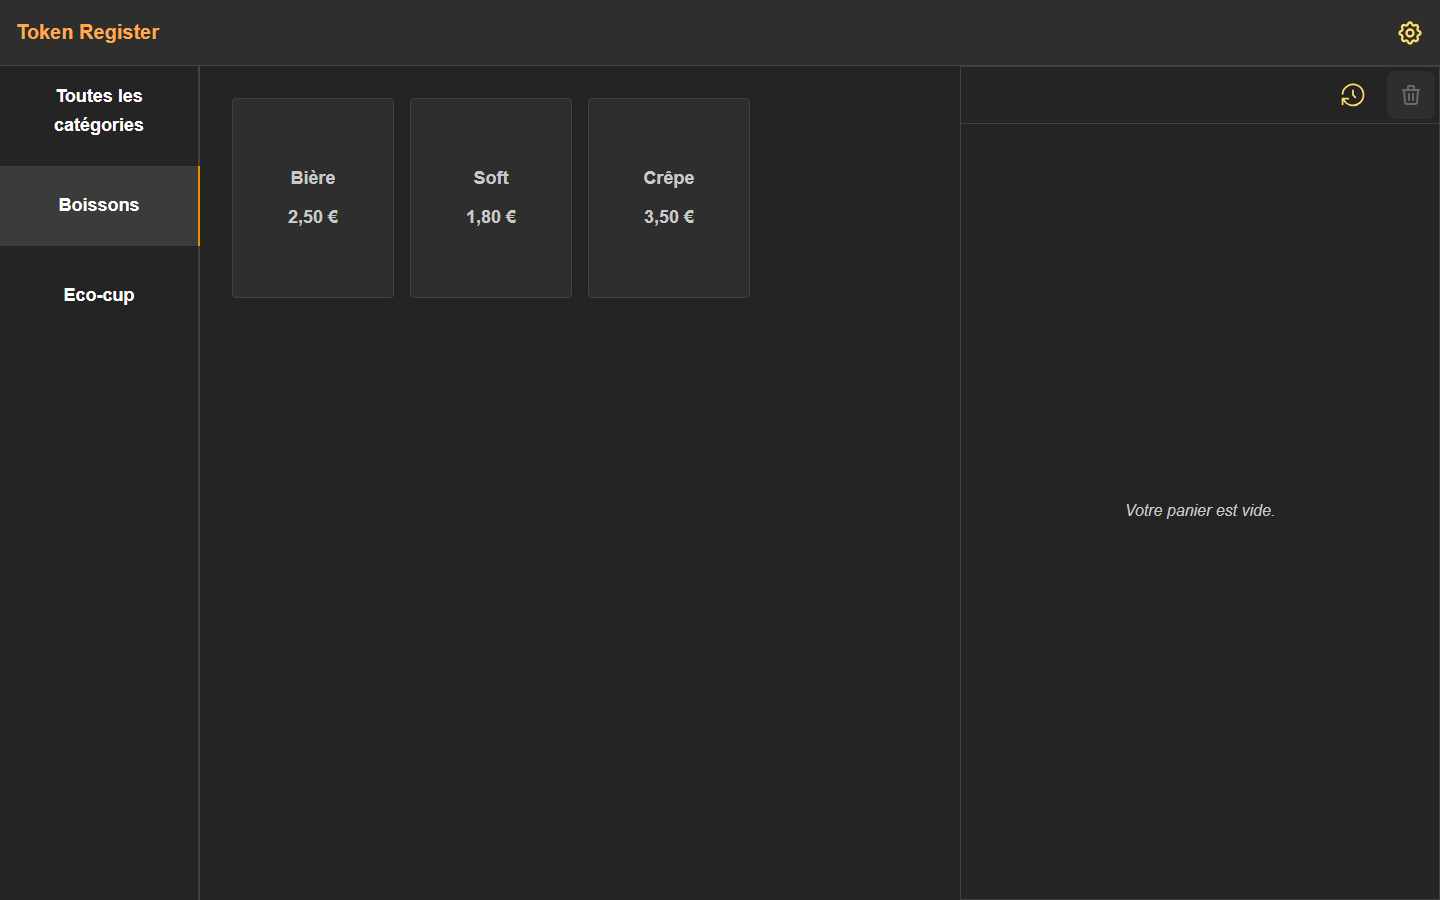 Token Register
Toutes les
catégories
Boissons
Eco-cup
Bière
2,50 €
Soft
1,80 €
Crêpe
3,50 €
Votre panier est vide.